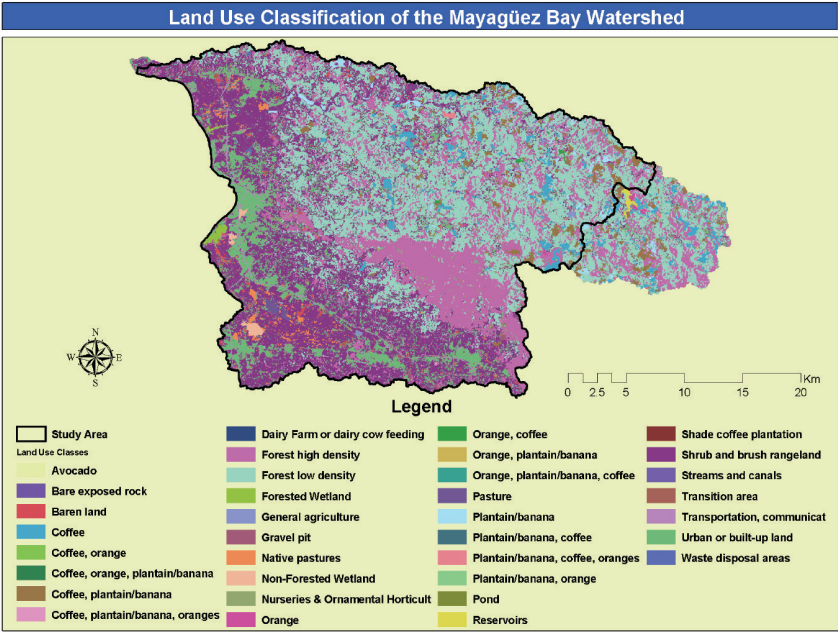 Land Use Classification of the Mayagüez Bay Watershed
N
W E
S
Km
0 2.5 5 10 15 20
Legend
Study Area
Land Use Classes
Avocado
Bare exposed rock
Baren land
Coffee
Coffee, orange
Coffee, orange, plantain/banana
Coffee, plantain/banana
Coffee, plantain/banana, oranges
Dairy Farm or dairy cow feeding
Forest high density
Forest low density
Forested Wetland
General agriculture
Gravel pit
Native pastures
Non-Forested Wetland
Nurseries & Ornamental Horticult
Orange
Orange, coffee
Orange, plantain/banana
Orange, plantain/banana, coffee
Pasture
Plantain/banana
Plantain/banana, coffee
Plantain/banana, coffee, oranges
Plantain/banana, orange
Pond
Reservoirs
Shade coffee plantation
Shrub and brush rangeland
Streams and canals
Transition area
Transportation, communicat
Urban or built-up land
Waste disposal areas